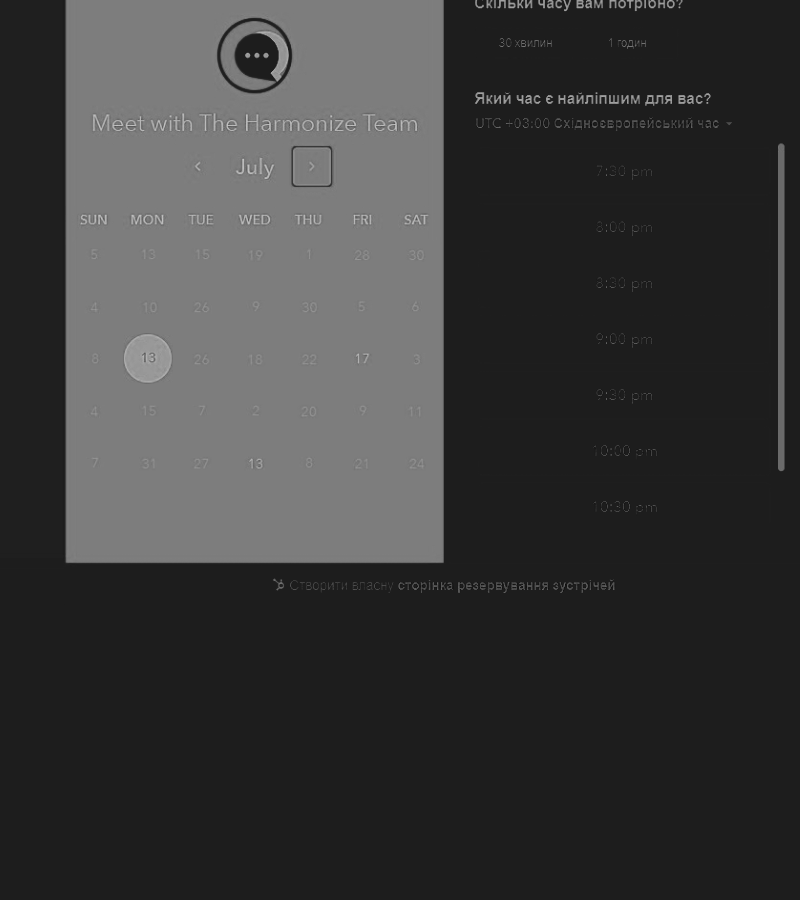 Meet with The Harmonize Team
July
SUN MON TUE WED THU FRI SAT
5 13 15 19 1 28 30
4 10 26 9 30 5 6
8 13 26 18 22 17 3
4 15 7 2 20 9 11
7 31 27 13 8 21 24
Скільки часу вам потрібно?
30 хвилин 1 годин
Який час є найліпшим для вас?
UTC +03:00 Східноєвропейський час
7:30 pm
8:00 pm
8:30 pm
9:00 pm
9:30 pm
10:00 pm
10:30 pm
Створити власну сторінка резервування зустрічей